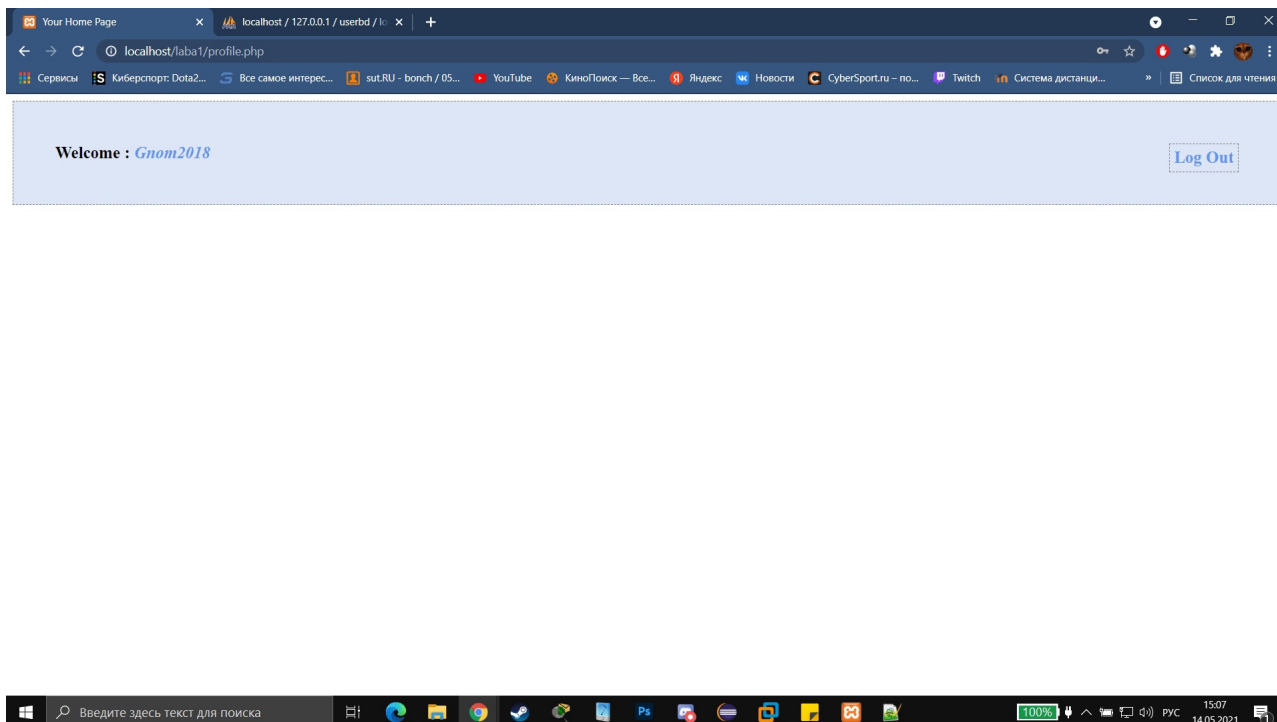 Your Home Page
localhost / 127.0.0.1 / userbd / lo
localhost/laba1/profile.php
Сервисы Киберспорт: Dota2... Все самое интерес... sut.RU - bonch / 05... YouTube КиноПоиск — Все... Яндекс Новости CyberSport.ru – по... Twitch Система дистанци... » Список для чтения
Welcome : Gnom2018
Log Out
Введите здесь текст для поиска
Ps
100%
РУС
15:07
14.05.2021